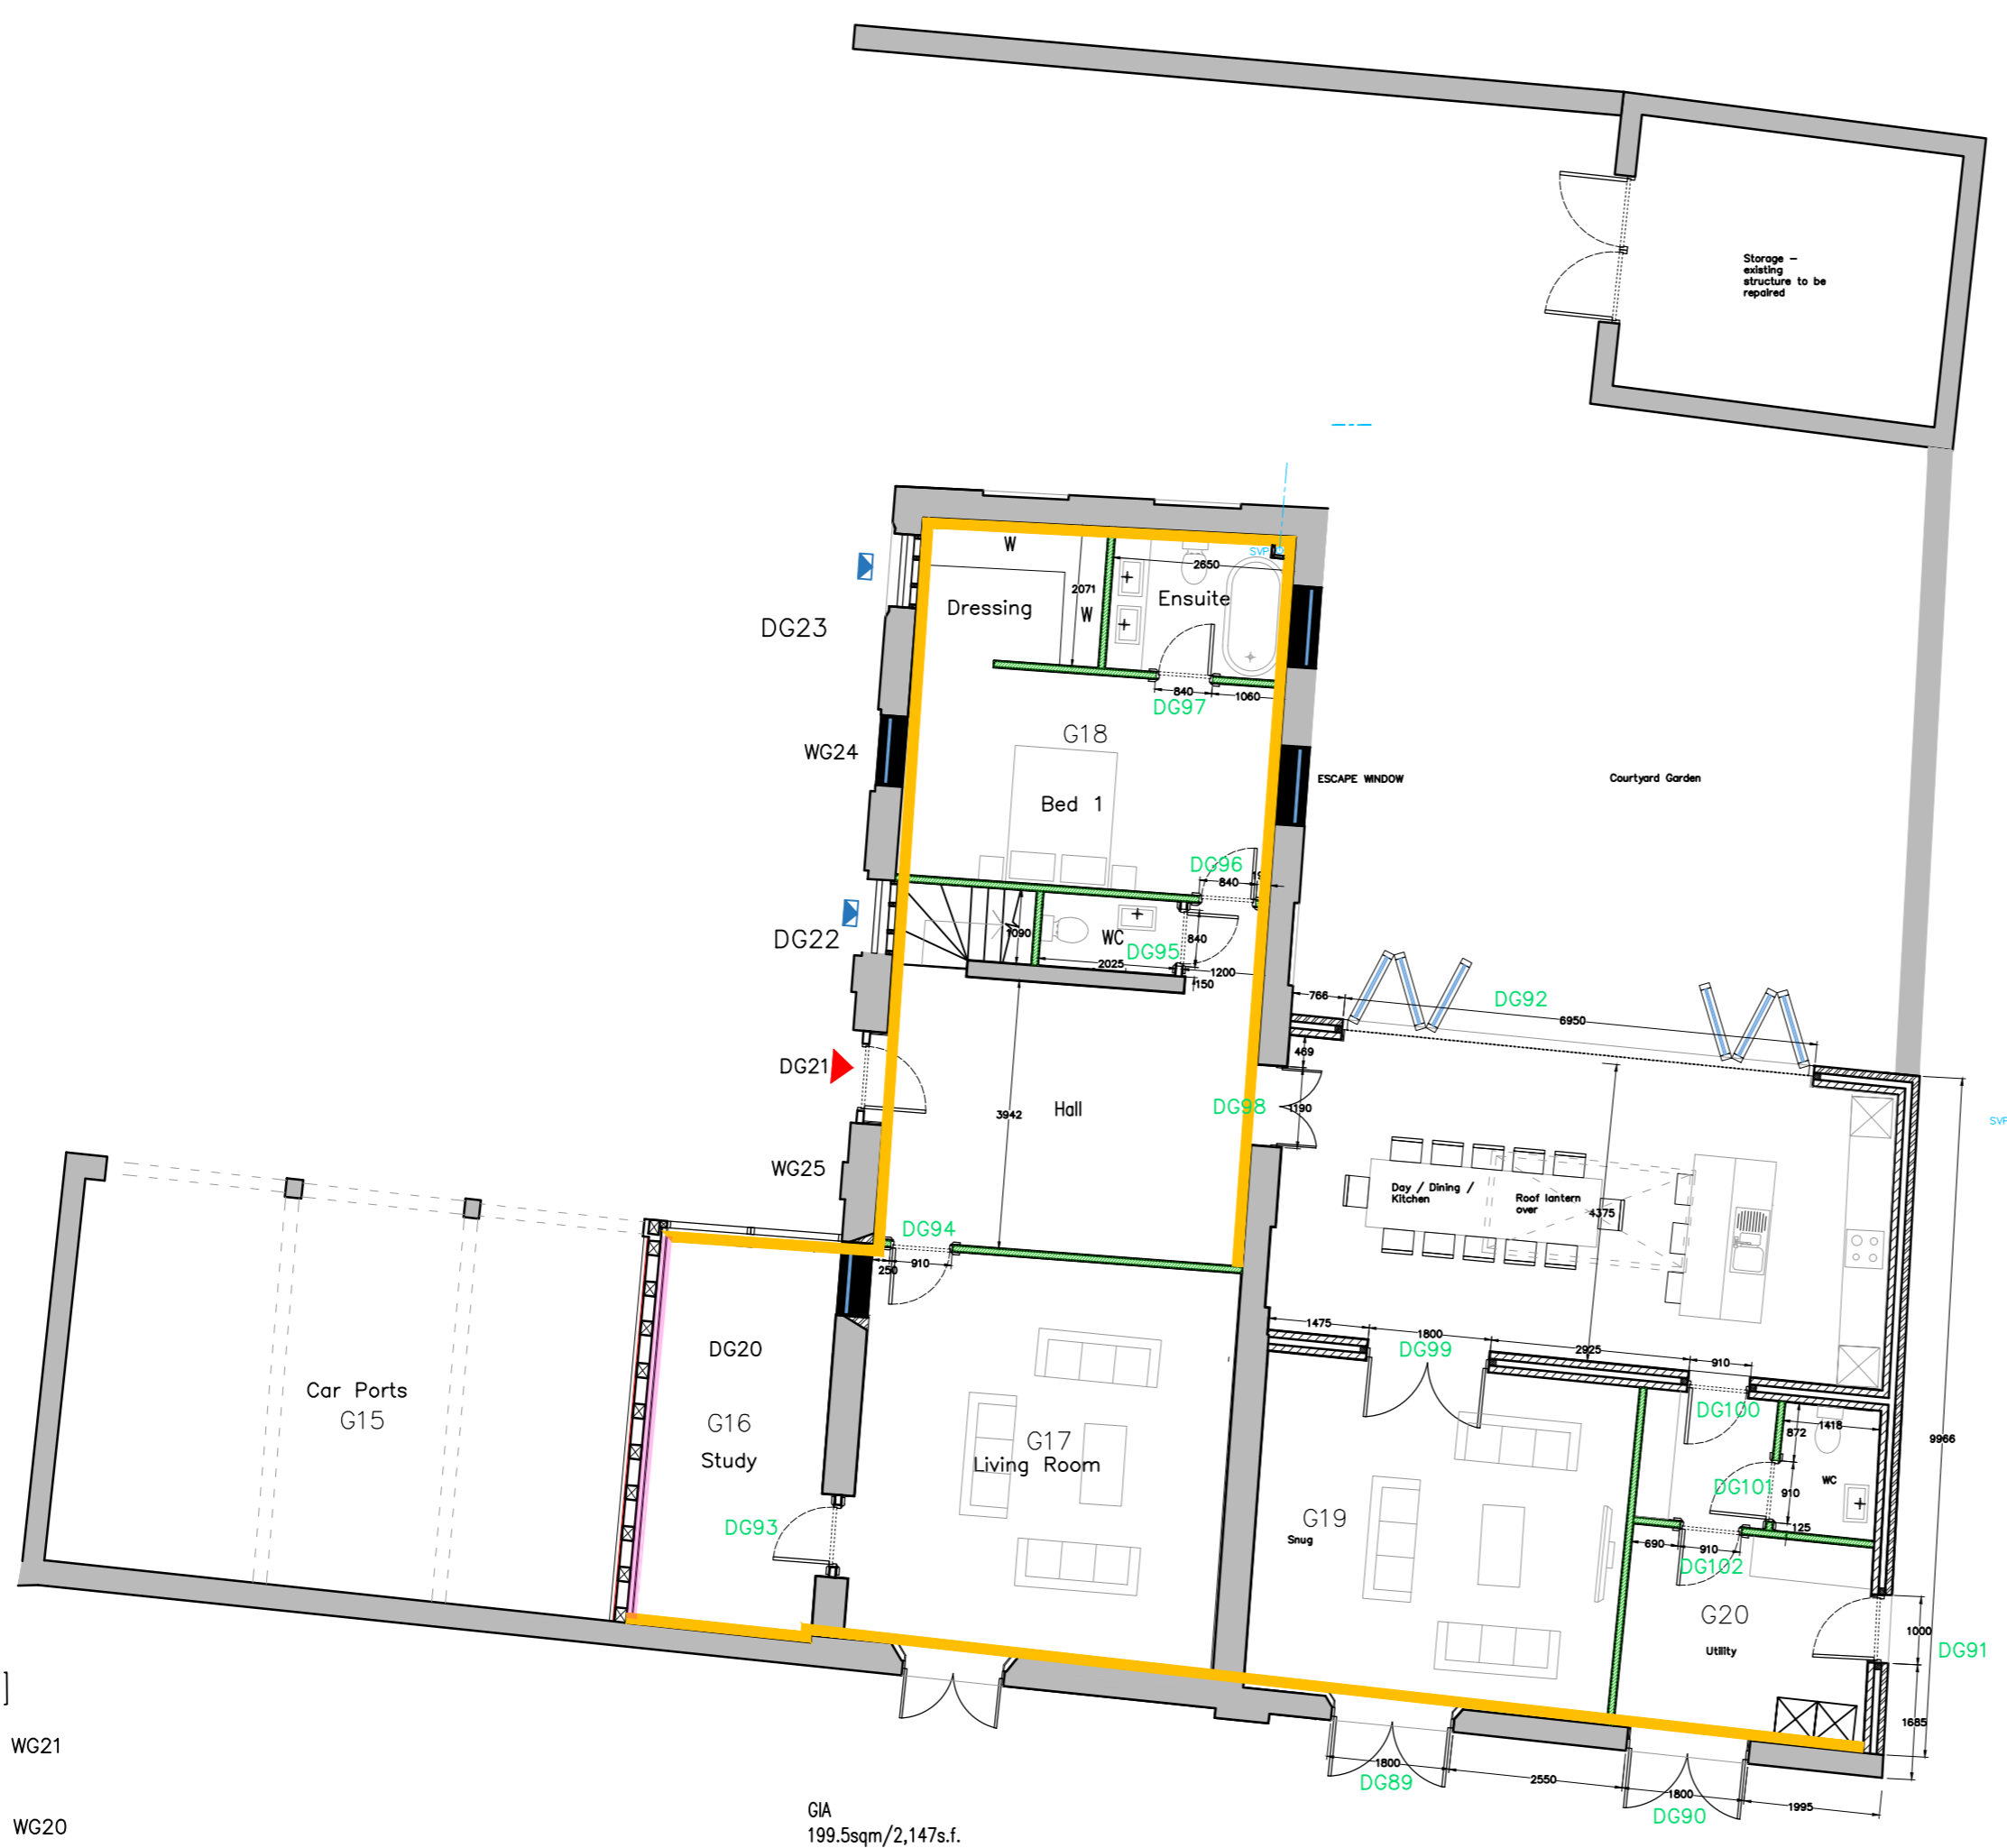 Storage –
existing
structure to be
repaired
SVP
W
2650
2071
Dressing
W
Ensuite
DG23
840
1060
DG97
G18
WG24
ESCAPE WINDOW
Courtyard Garden
Bed 1
DG96
840
DG22
1090
WC
DG95
840
2025
1200
150
766
DG92
6950
469
DG21
3942
Hall
DG98
1190
SVP
WG25
Day / Dining /
Kitchen
Roof lantern
over
4375
DG94
250
910
1475
1800
DG99
2925
910
DG20
Car Ports
G15
G16
Study
G17
Living Room
DG100
872
1418
9966
WC
DG101
910
DG93
G19
Snug
125
690
910
DG102
G20
Utility
1000
DG91
]
WG21
1685
1800
DG89
2550
1800
DG90
1995
GIA
199.5sqm/2,147s.f.
WG20